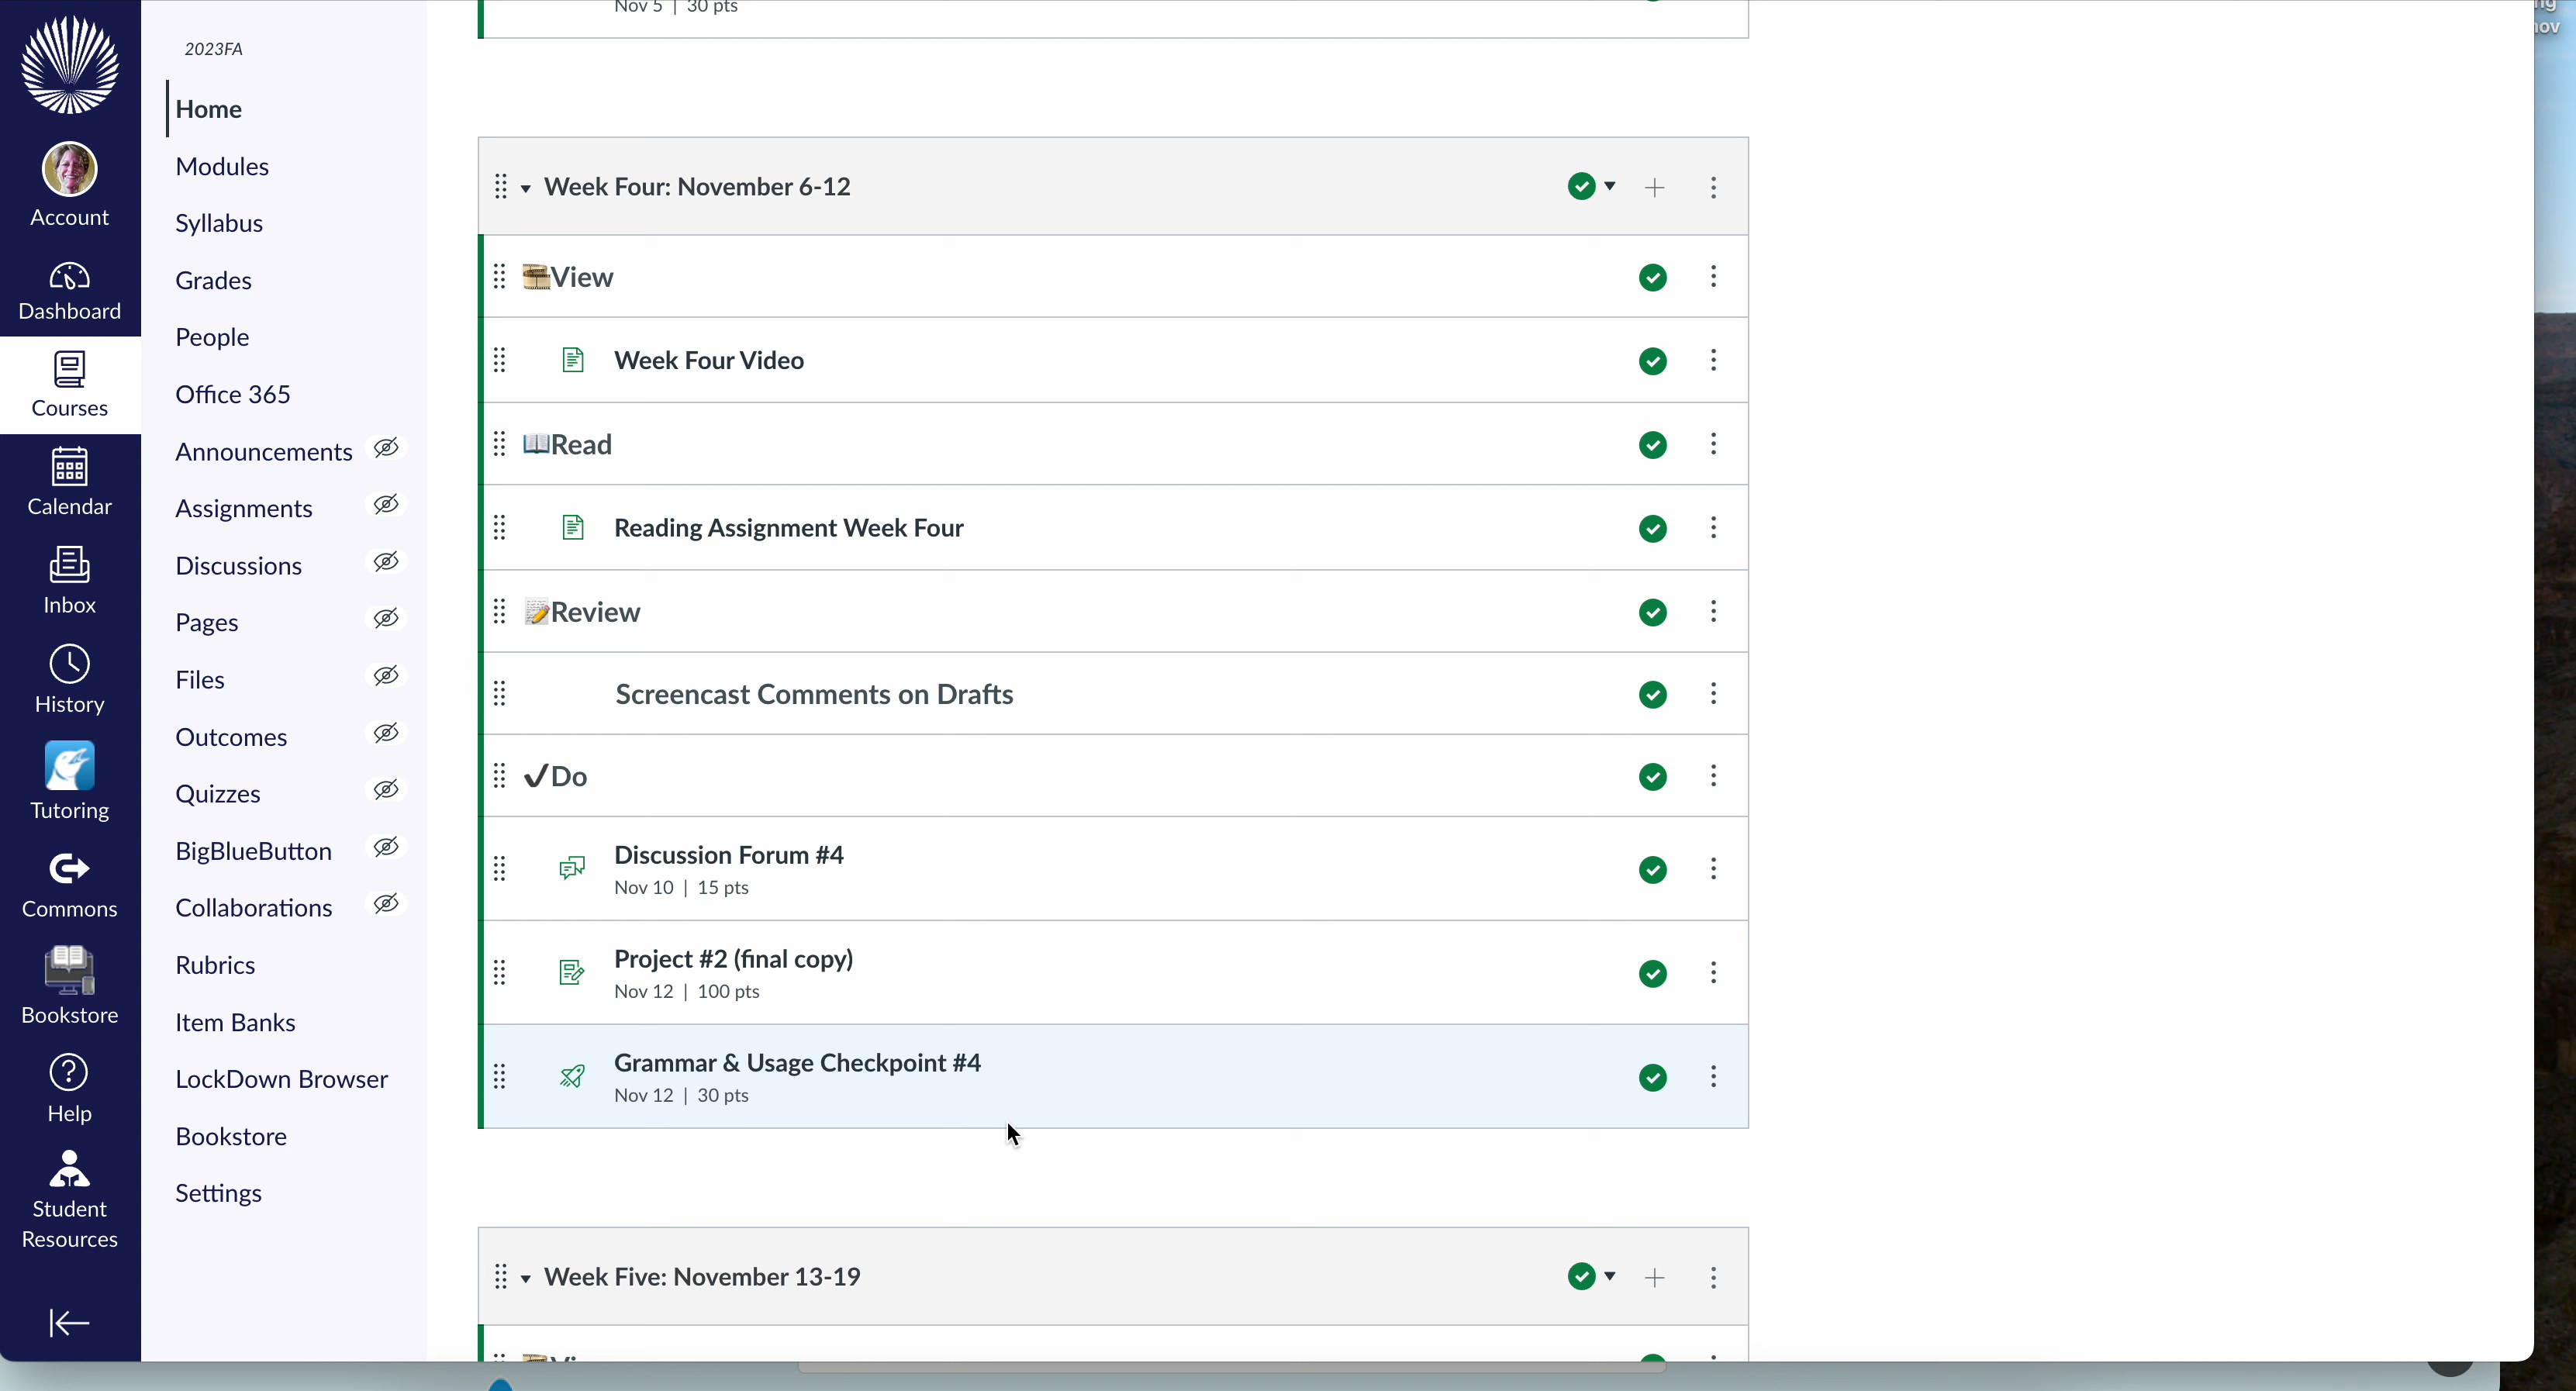 2023FA
Home
Modules
Syllabus
Grades
People
Office 365
Announcements
Assignments
Discussions
Pages
Files
Outcomes
Quizzes
BigBlueButton
Collaborations
Rubrics
Item Banks
LockDown Browser
Bookstore
Settings
Account
Dashboard
Courses
Calendar
Inbox
History
Tutoring
Commons
Bookstore
Help
Student
Resources
Nov 5 | 30 pts
Week Four: November 6-12
View
Week Four Video
Read
Reading Assignment Week Four
Review
Screencast Comments on Drafts
Do
Discussion Forum #4
Nov 10 | 15 pts
Project #2 (final copy)
Nov 12 | 100 pts
Grammar & Usage Checkpoint #4
Nov 12 | 30 pts
Week Five: November 13-19